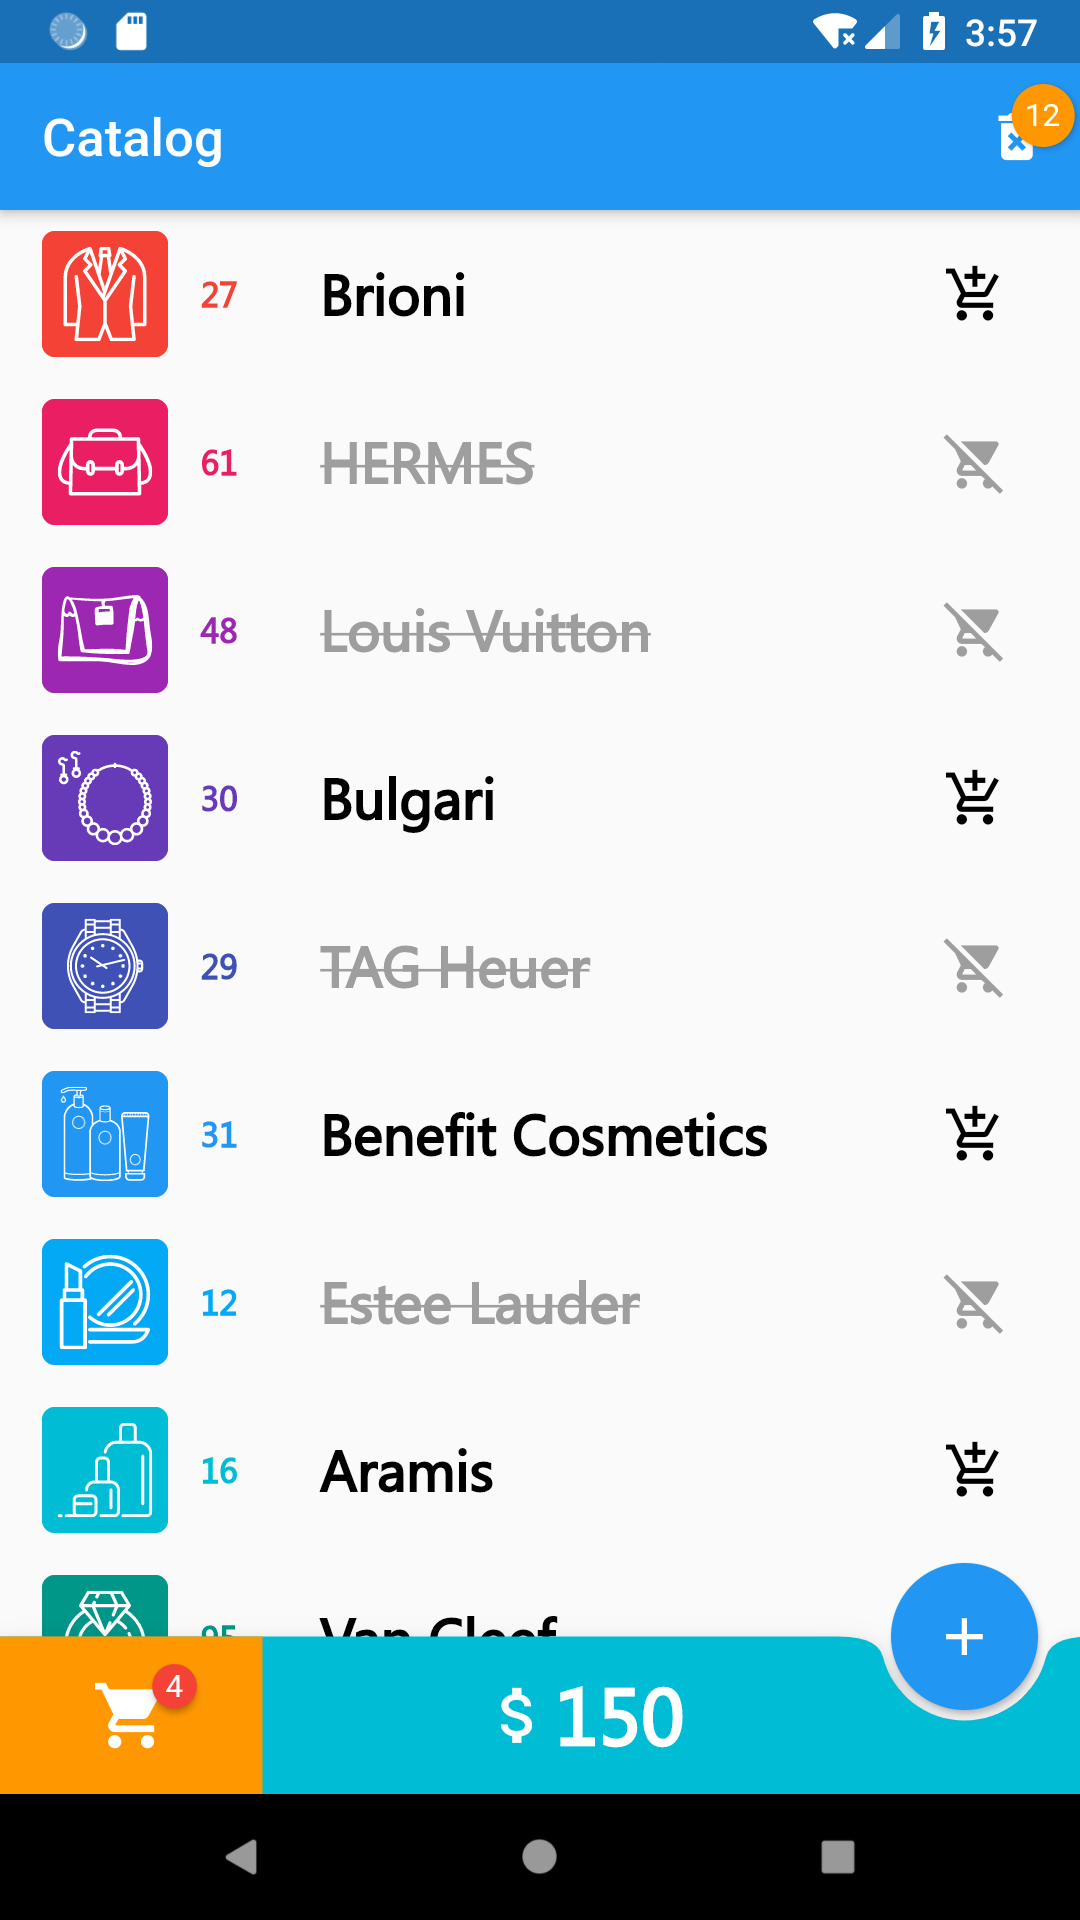 3:57
Catalog
12
27 Brioni
61 HERMES
48 Louis Vuitton
30 Bulgari
29 TAG Heuer
31 Benefit Cosmetics
12 Estee Lauder
16 Aramis
95 Van Cleef
4
$ 150